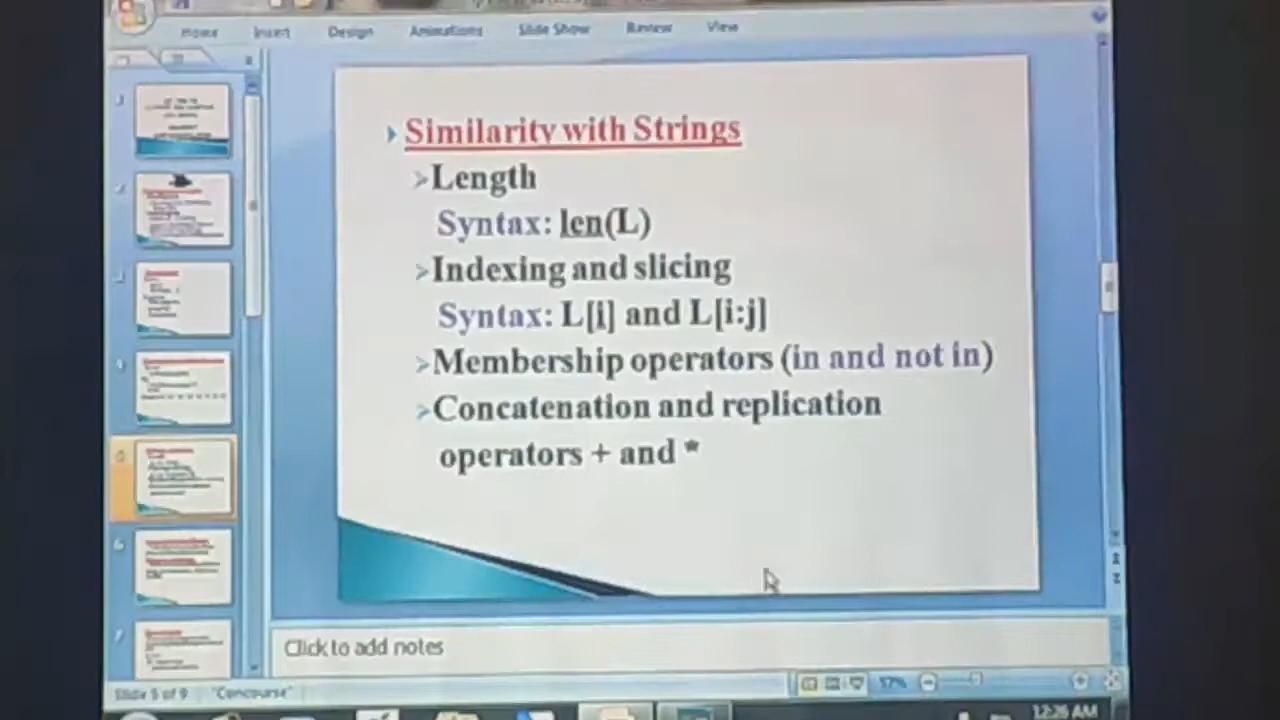 Home Insert Design Animations Slide Show Review View
Similarity with Strings
Length
Syntax: len(L)
Indexing and slicing
Syntax: L[i] and L[i:j]
Membership operators (in and not in)
Concatenation and replication
operators + and *
Click to add notes
Slide 5 of 9 "Concourse" 57%
12:26 AM